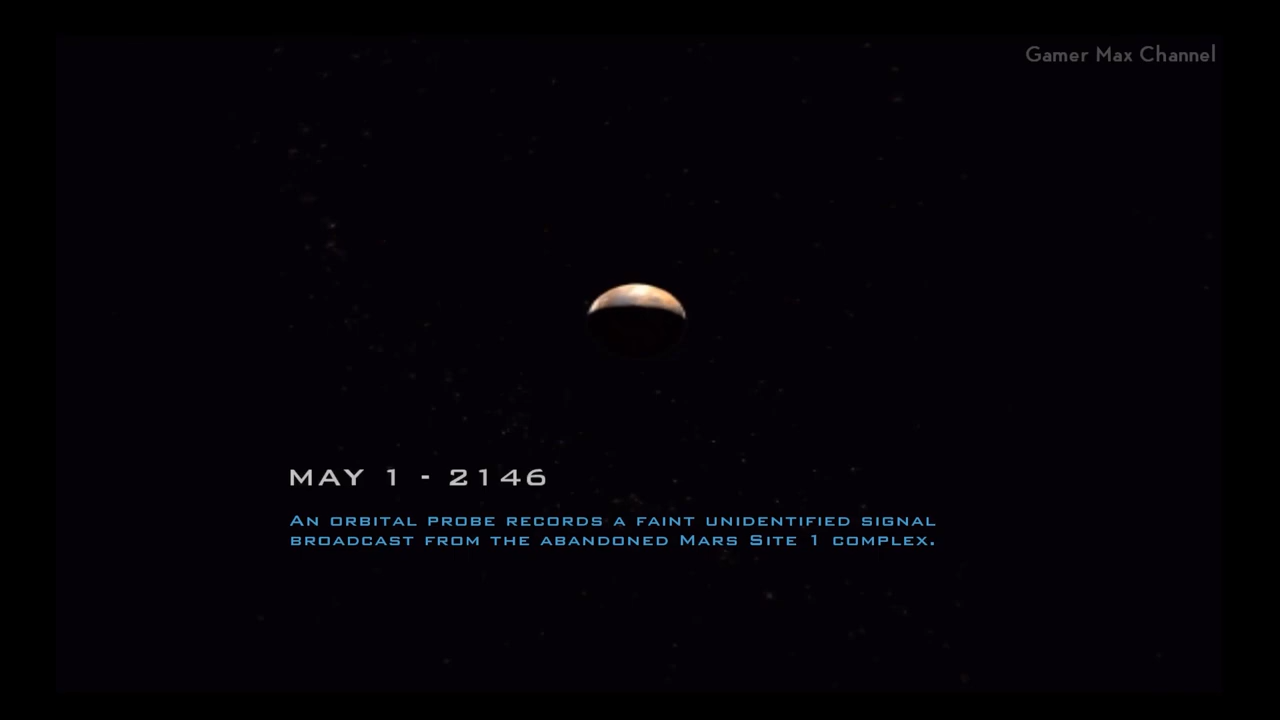 Gamer Max Channel
MAY 1 - 2146
AN ORBITAL PROBE RECORDS A FAINT UNIDENTIFIED SIGNAL
BROADCAST FROM THE ABANDONED MARS SITE 1 COMPLEX.